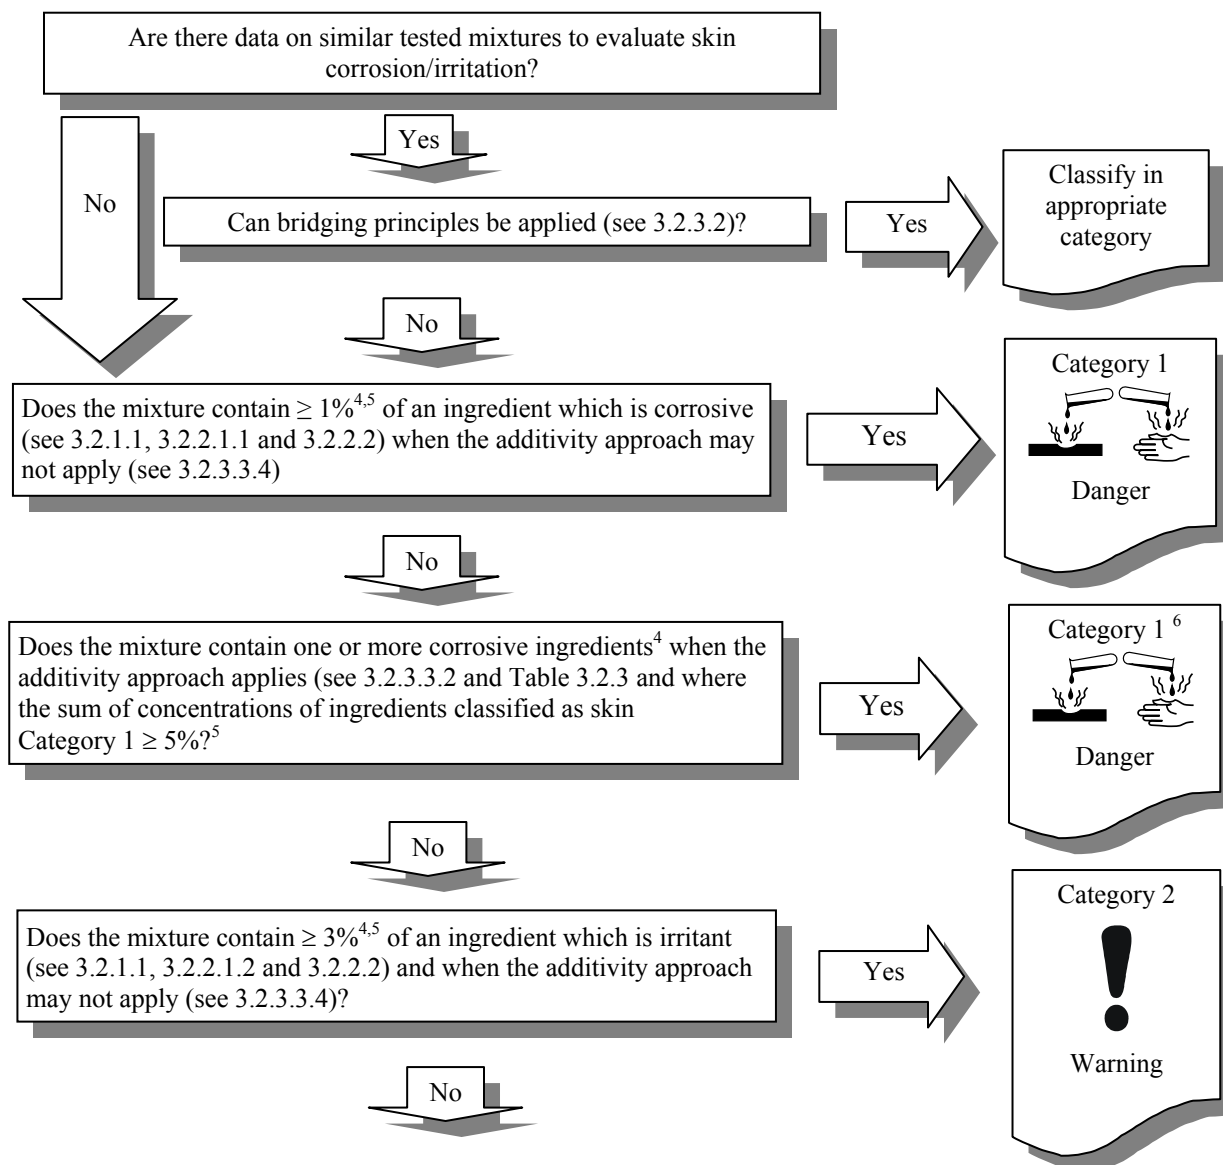 Are there data on similar tested mixtures to evaluate skin
corrosion/irritation?
Yes
No
Can bridging principles be applied (see 3.2.3.2)?
Yes
Classify in
appropriate
category
No
Does the mixture contain ≥ 1%⁴,⁵ of an ingredient which is corrosive
(see 3.2.1.1, 3.2.2.1.1 and 3.2.2.2) when the additivity approach may
not apply (see 3.2.3.3.4)
Yes
Category 1
Danger
No
Does the mixture contain one or more corrosive ingredients⁴ when the
additivity approach applies (see 3.2.3.3.2 and Table 3.2.3 and where
the sum of concentrations of ingredients classified as skin
Category 1 ≥ 5%?⁵
Yes
Category 1 ⁶
Danger
No
Does the mixture contain ≥ 3%⁴,⁵ of an ingredient which is irritant
(see 3.2.1.1, 3.2.2.1.2 and 3.2.2.2) and when the additivity approach
may not apply (see 3.2.3.3.4)?
Yes
Category 2
Warning
No